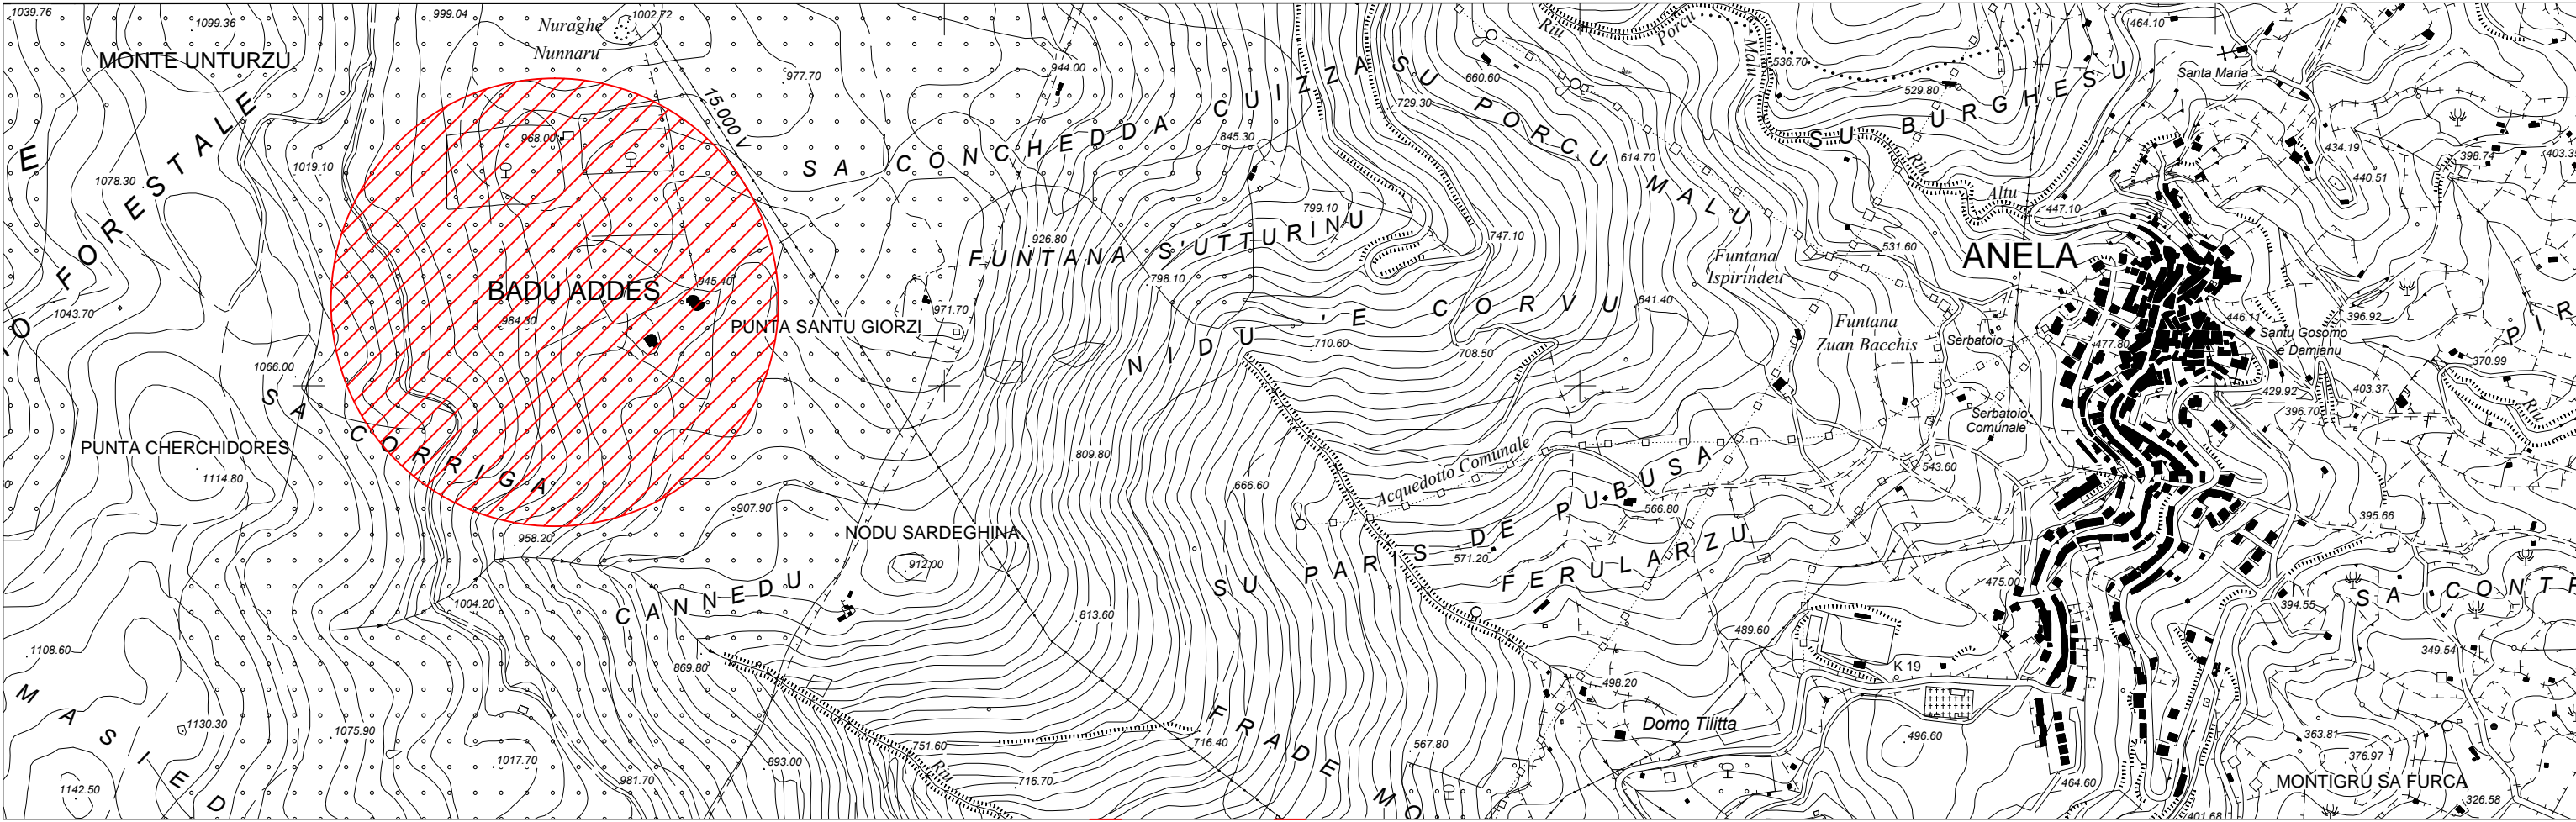 1039.76
1099.36
MONTE UNTURZU
999.04
Nuraghe
Nunnaru
1002.72
977.70
944.00
15.000 V
SA CONCHEDDA CUIZZA
845.30
SU PORCU MALU
660.60
729.30
614.70
Riu
Porcu
Malu
536.70
529.80
SU BURGHESU
464.10
Santa Maria
434.19
440.51
398.74
E
FORESTALE
1078.30
1019.10
968.00
BADU ADDES
945.40
984.30
PUNTA SANTU GIORZI
971.70
926.80
FUNTANA S'UTTURINU
799.10
798.10
747.10
641.40
Funtana
Ispirindeu
531.60
Riu
Altu
447.10
ANELA
1043.70
1066.00
O
SA CORRIGA
NIDU 'E CORVU
710.60
708.50
Funtana
Zuan Bacchis
Serbatoio
477.80
446.11
Santu Gosomo
e Damianu
396.92
370.99
PIR
403.37
429.92
396.70
Riu
Serbatoio
Comunale
PUNTA CHERCHIDORES
1114.80
809.80
666.60
Acquedotto Comunale
543.60
907.90
958.20
NODU SARDEGHINA
912.00
SU PARIS DE PUBUSA
566.80
571.20
FERULARZU
395.66
475.00
394.55
SA CONTR
CANNEDU
1004.20
813.60
489.60
1108.60
869.80
K 19
349.54
498.20
MASIED
1130.30
1075.90
1017.70
981.70
893.00
751.60
Riu
716.70
716.40
FRADE MO
567.80
Domo Tilitta
496.60
363.81
376.97
MONTIGRU SA FURCA
464.60
326.58
401.68
1142.50